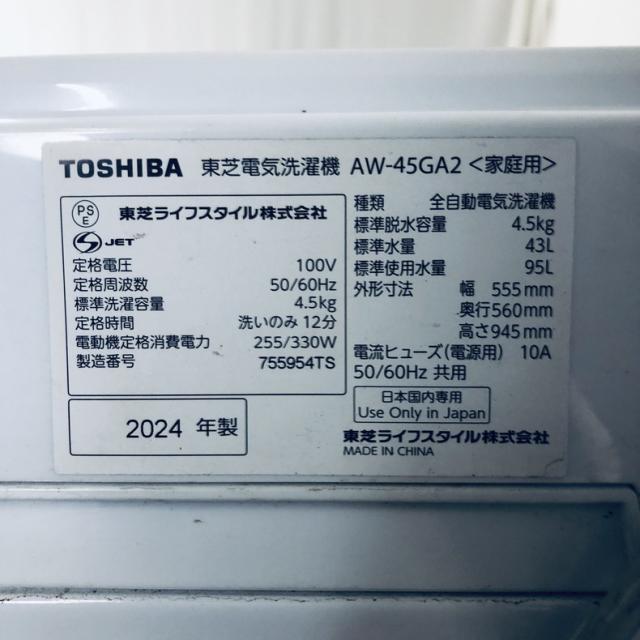 TOSHIBA 東芝電気洗濯機 AW-45GA2 <家庭用>
PS E 東芝ライフスタイル株式会社
S JET
定格電圧 100V
定格周波数 50/60Hz
標準洗濯容量 4.5kg
定格時間 洗いのみ 12分
電動機定格消費電力 255/330W
製造番号 755954TS
2024 年製
種類 全自動電気洗濯機
標準脱水容量 4.5kg
標準水量 43L
標準使用水量 95L
外形寸法 幅 555mm
奥行560mm
高さ945mm
電流ヒューズ(電源用) 10A
50/60Hz 共用
日本国内専用
Use Only in Japan
東芝ライフスタイル株式会社
MADE IN CHINA